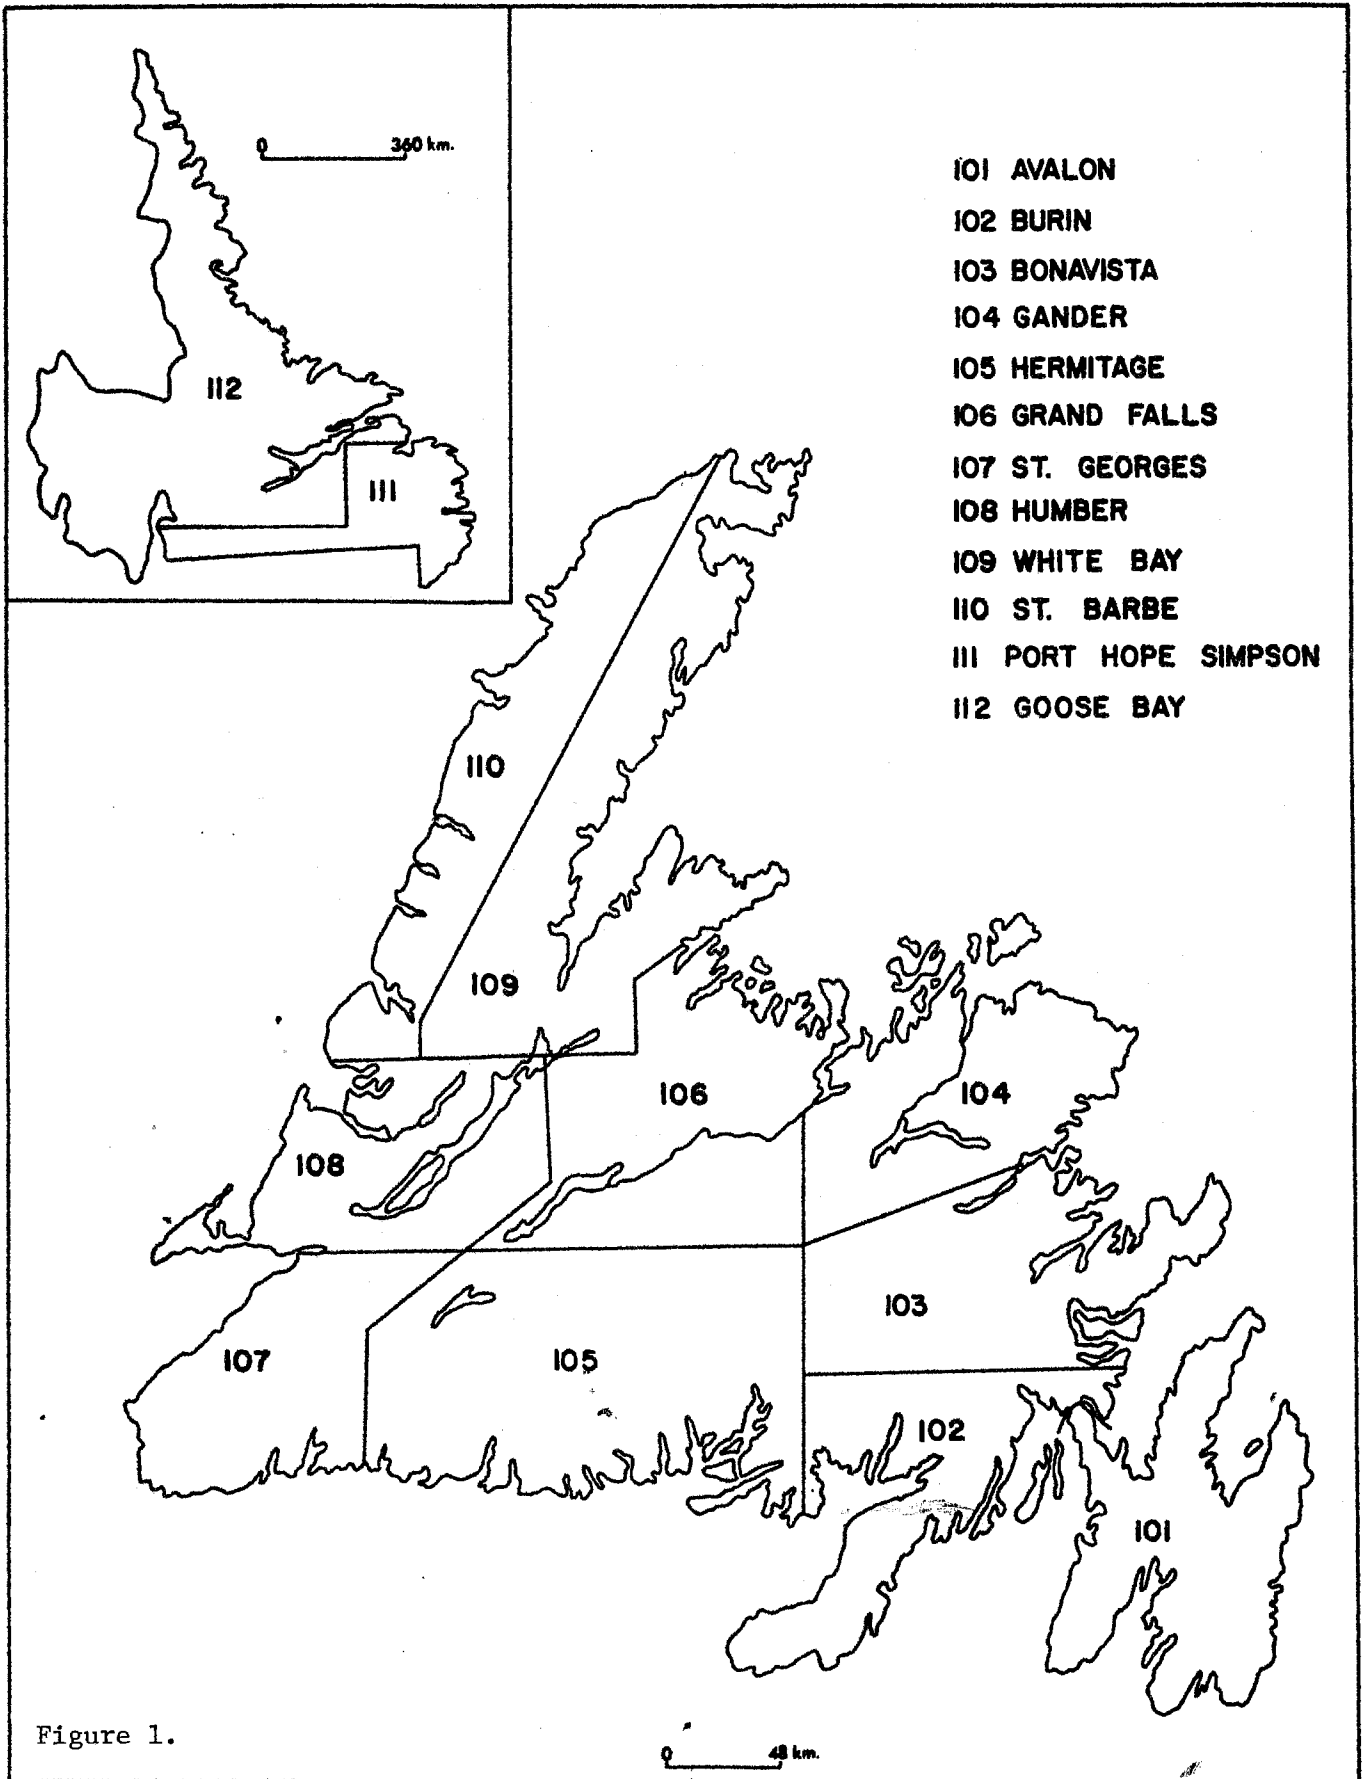 0 360 km.
112
111
101 AVALON
102 BURIN
103 BONAVISTA
104 GANDER
105 HERMITAGE
106 GRAND FALLS
107 ST. GEORGES
108 HUMBER
109 WHITE BAY
110 ST. BARBE
111 PORT HOPE SIMPSON
112 GOOSE BAY
110
109
106
104
108
103
107
105
102
101
Figure 1.
0 48 km.